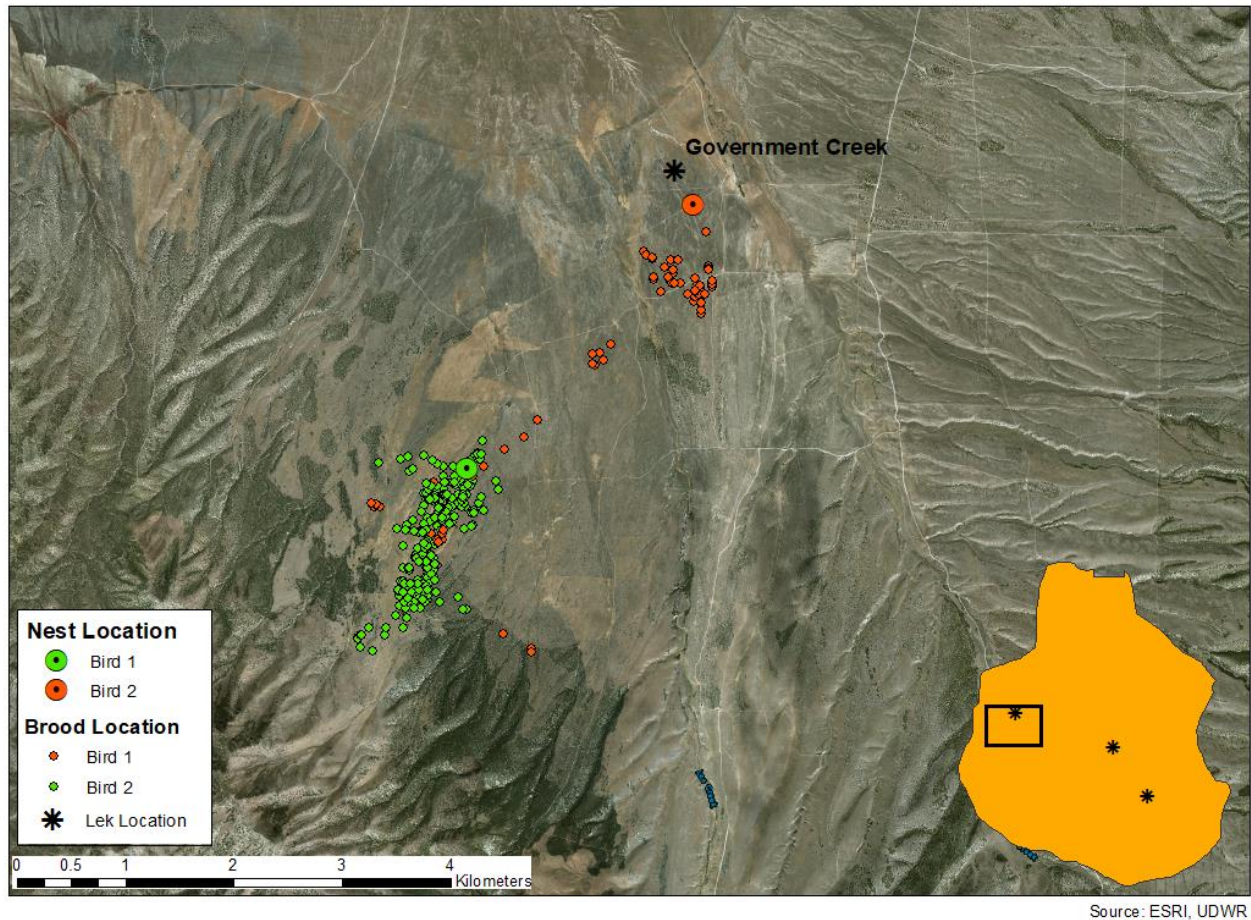 Government Creek
Nest Location
Bird 1
Bird 2
Brood Location
Bird 1
Bird 2
Lek Location
0 0.5 1 2 3 4
Kilometers
Source: ESRI, UDWR